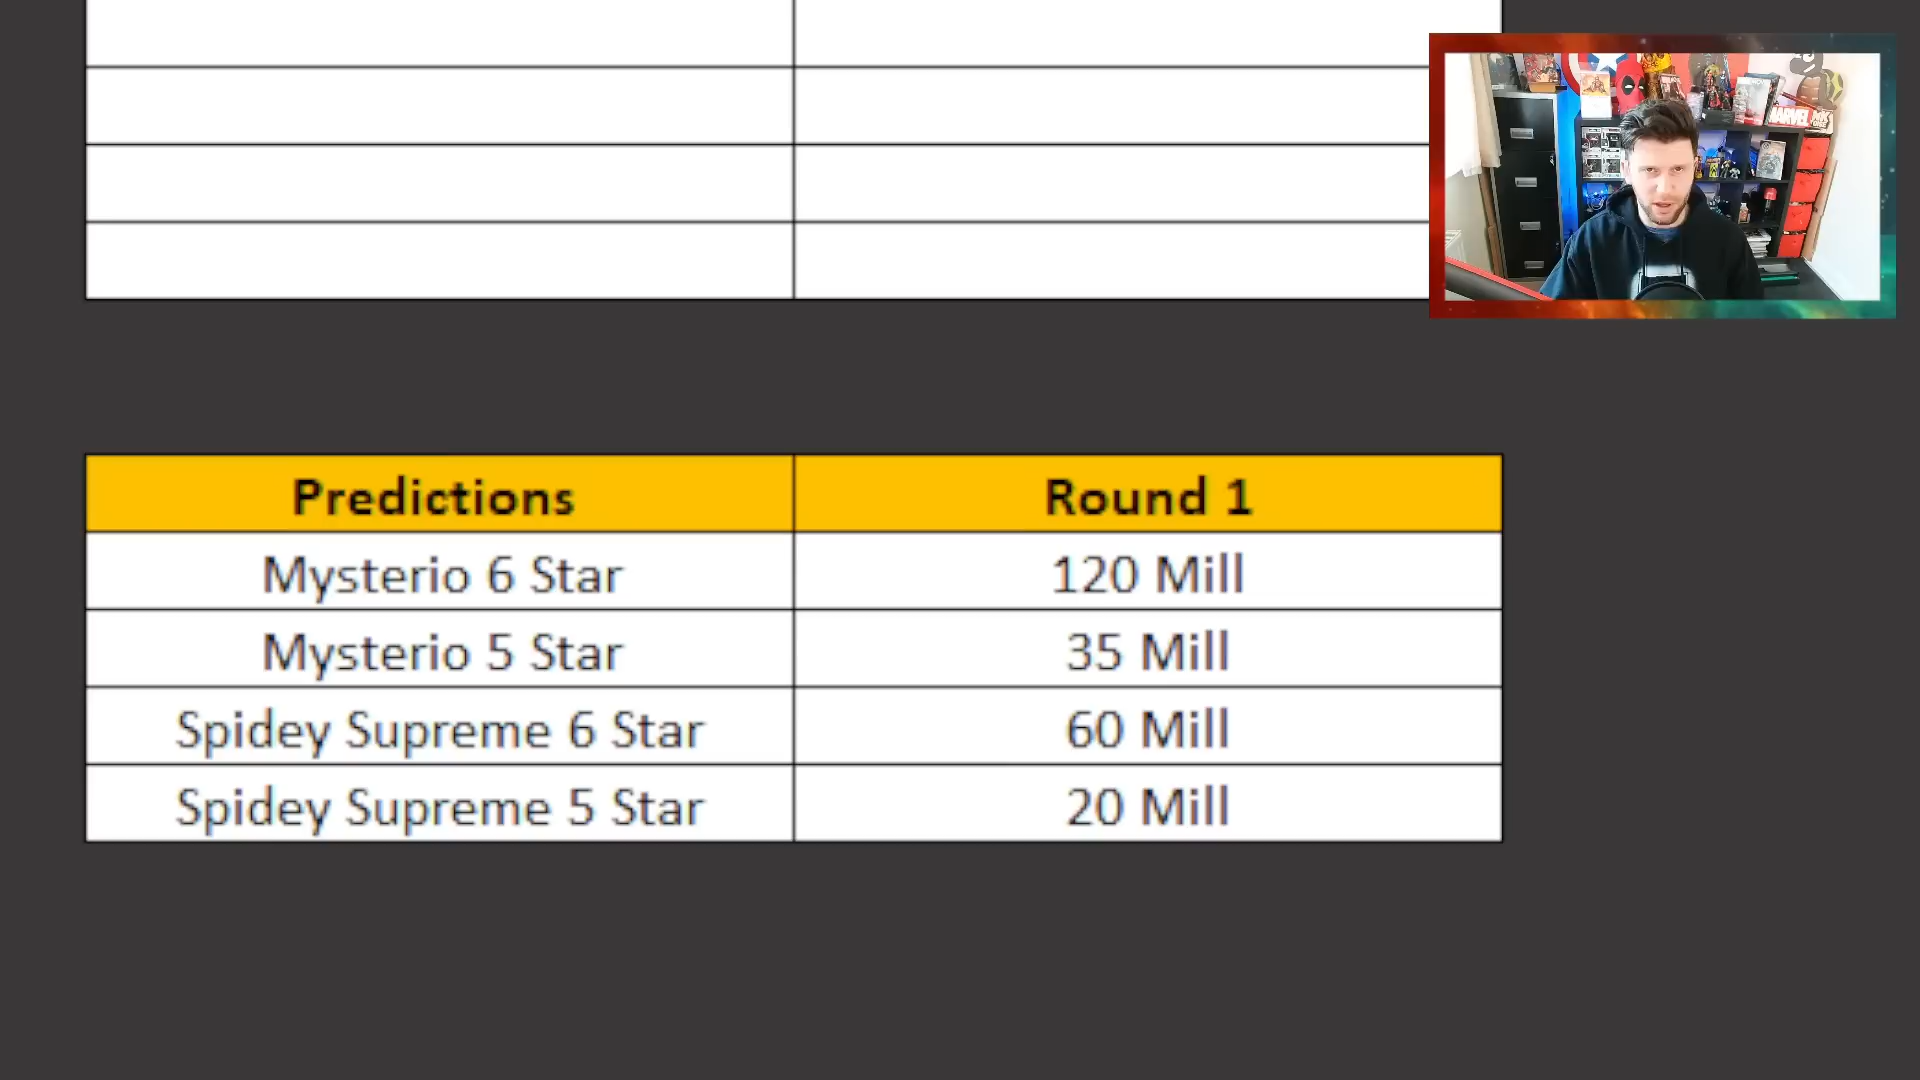 MARVEL
Predictions Round 1
Mysterio 6 Star 120 Mill
Mysterio 5 Star 35 Mill
Spidey Supreme 6 Star 60 Mill
Spidey Supreme 5 Star 20 Mill